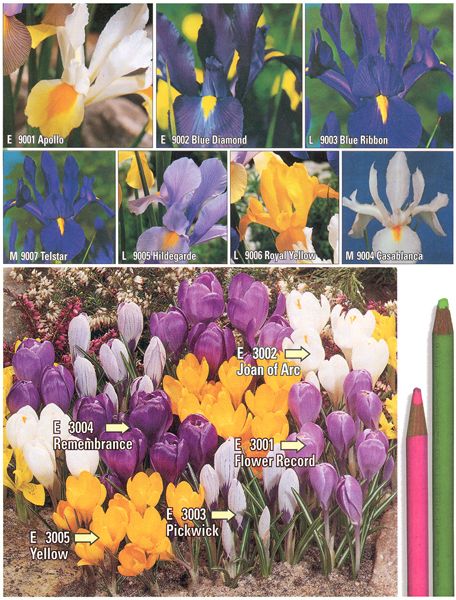 E 9001 Apollo
E 9002 Blue Diamond
L 9003 Blue Ribbon
M 9007 Telstar
L 9005 Hildegarde
L 9006 Royal Yellow
M 9004 Casablanca
E 3002
Joan of Arc
E 3004
Remembrance
E 3001
Flower Record
E 3003
Pickwick
E 3005
Yellow